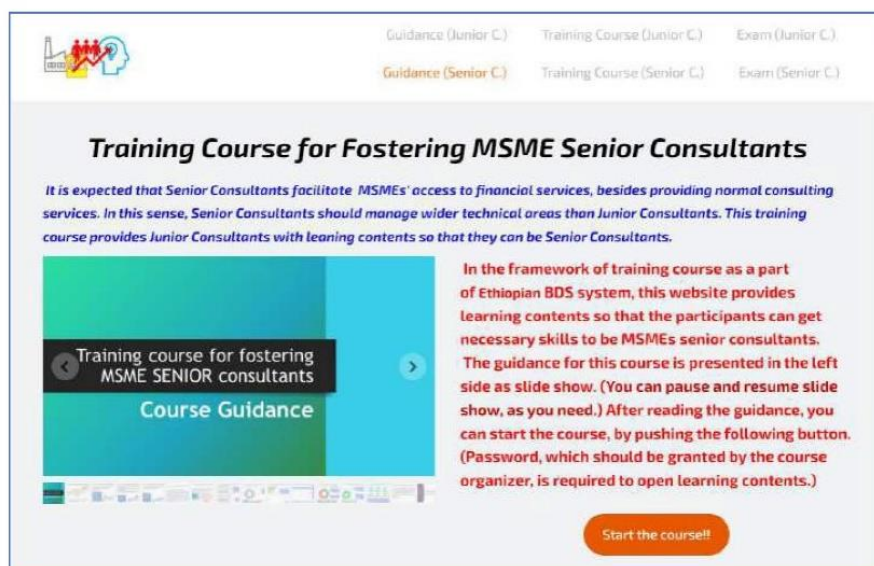 Guidance (Junior C.) Training Course (Junior C.) Exam (Junior C.)
Guidance (Senior C.) Training Course (Senior C.) Exam (Senior C.)
Training Course for Fostering MSME Senior Consultants
It is expected that Senior Consultants facilitate MSMEs' access to financial services, besides providing normal consulting
services. In this sense, Senior Consultants should manage wider technical areas than Junior Consultants. This training
course provides Junior Consultants with leaning contents so that they can be Senior Consultants.
Training course for fostering
MSME SENIOR consultants
Course Guidance
In the framework of training course as a part
of Ethiopian BDS system, this website provides
learning contents so that the participants can get
necessary skills to be MSMEs senior consultants.
The guidance for this course is presented in the left
side as slide show. (You can pause and resume slide
show, as you need.) After reading the guidance, you
can start the course, by pushing the following button.
(Password, which should be granted by the course
organizer, is required to open learning contents.)
Start the course!!